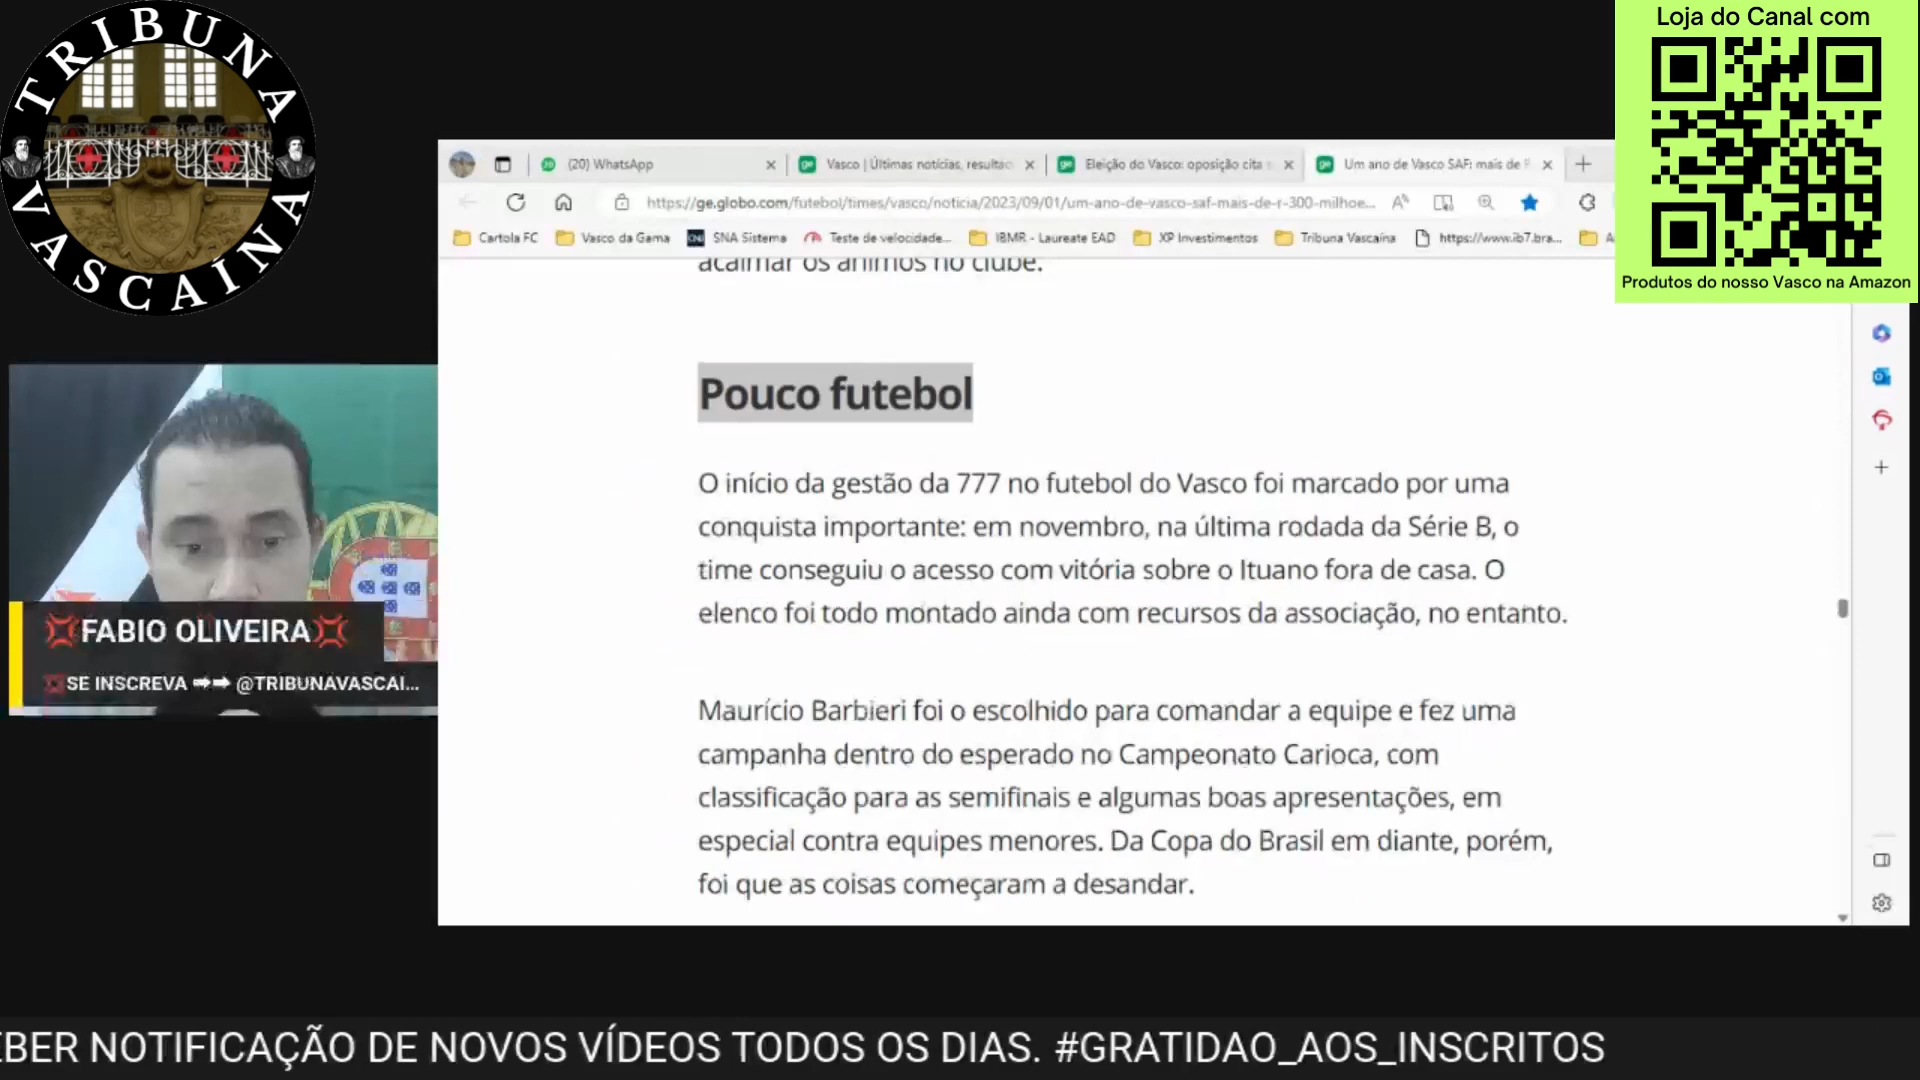 TRIBUNA VASCAÍNA
Loja do Canal com
Produtos do nosso Vasco na Amazon
(20) WhatsApp
Vasco | Últimas notícias, resultac
Eleição do Vasco: oposição cita
Um ano de Vasco SAF: mais de
https://ge.globo.com/futebol/times/vasco/noticia/2023/09/01/um-ano-de-vasco-saf-mais-de-r-300-milhoe...
Cartola FC
Vasco da Gama
SNA Sistema
Teste de velocidade...
IBMR - Laureate EAD
XP Investimentos
Tribuna Vascaína
https://www.ib7.bra...
acalmar os ânimos no clube.
Pouco futebol
O início da gestão da 777 no futebol do Vasco foi marcado por uma
conquista importante: em novembro, na última rodada da Série B, o
time conseguiu o acesso com vitória sobre o Ituano fora de casa. O
elenco foi todo montado ainda com recursos da associação, no entanto.
Maurício Barbieri foi o escolhido para comandar a equipe e fez uma
campanha dentro do esperado no Campeonato Carioca, com
classificação para as semifinais e algumas boas apresentações, em
especial contra equipes menores. Da Copa do Brasil em diante, porém,
foi que as coisas começaram a desandar.
💢FABIO OLIVEIRA💢
💢SE INSCREVA ➡➡ @TRIBUNAVASCAI...
EBER NOTIFICAÇÃO DE NOVOS VÍDEOS TODOS OS DIAS. #GRATIDAO_AOS_INSCRITOS